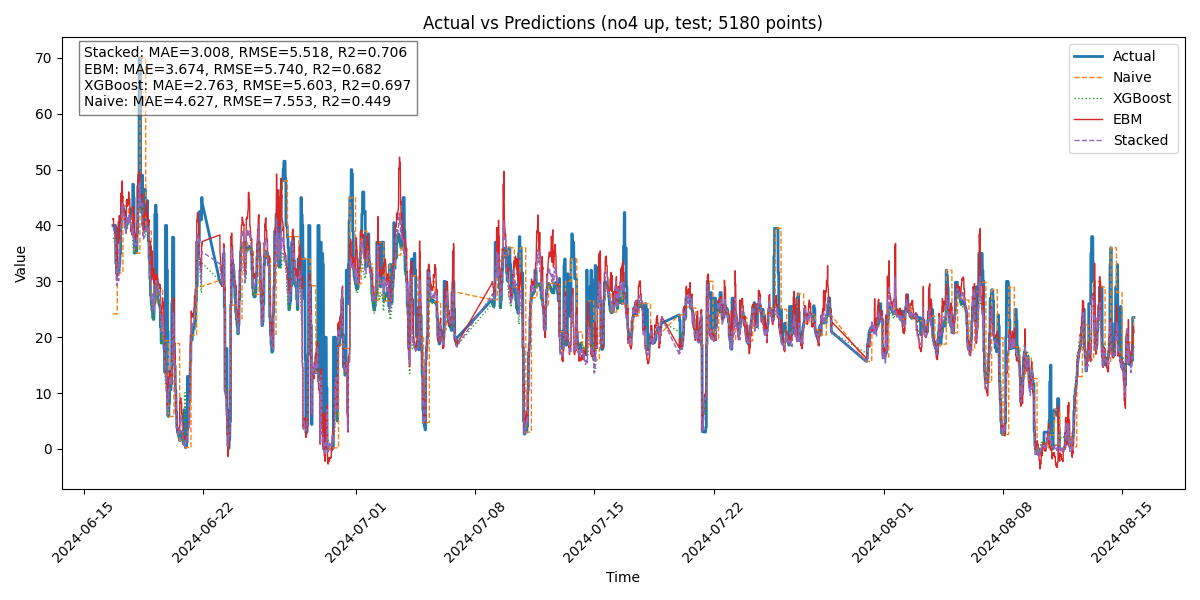 Actual vs Predictions (no4 up, test; 5180 points)
Stacked: MAE=3.008, RMSE=5.518, R2=0.706
EBM: MAE=3.674, RMSE=5.740, R2=0.682
XGBoost: MAE=2.763, RMSE=5.603, R2=0.697
Naive: MAE=4.627, RMSE=7.553, R2=0.449
Actual
Naive
XGBoost
EBM
Stacked
Value
70
60
50
40
30
20
10
0
2024-06-15
2024-06-22
2024-07-01
2024-07-08
2024-07-15
2024-07-22
2024-08-01
2024-08-08
2024-08-15
Time